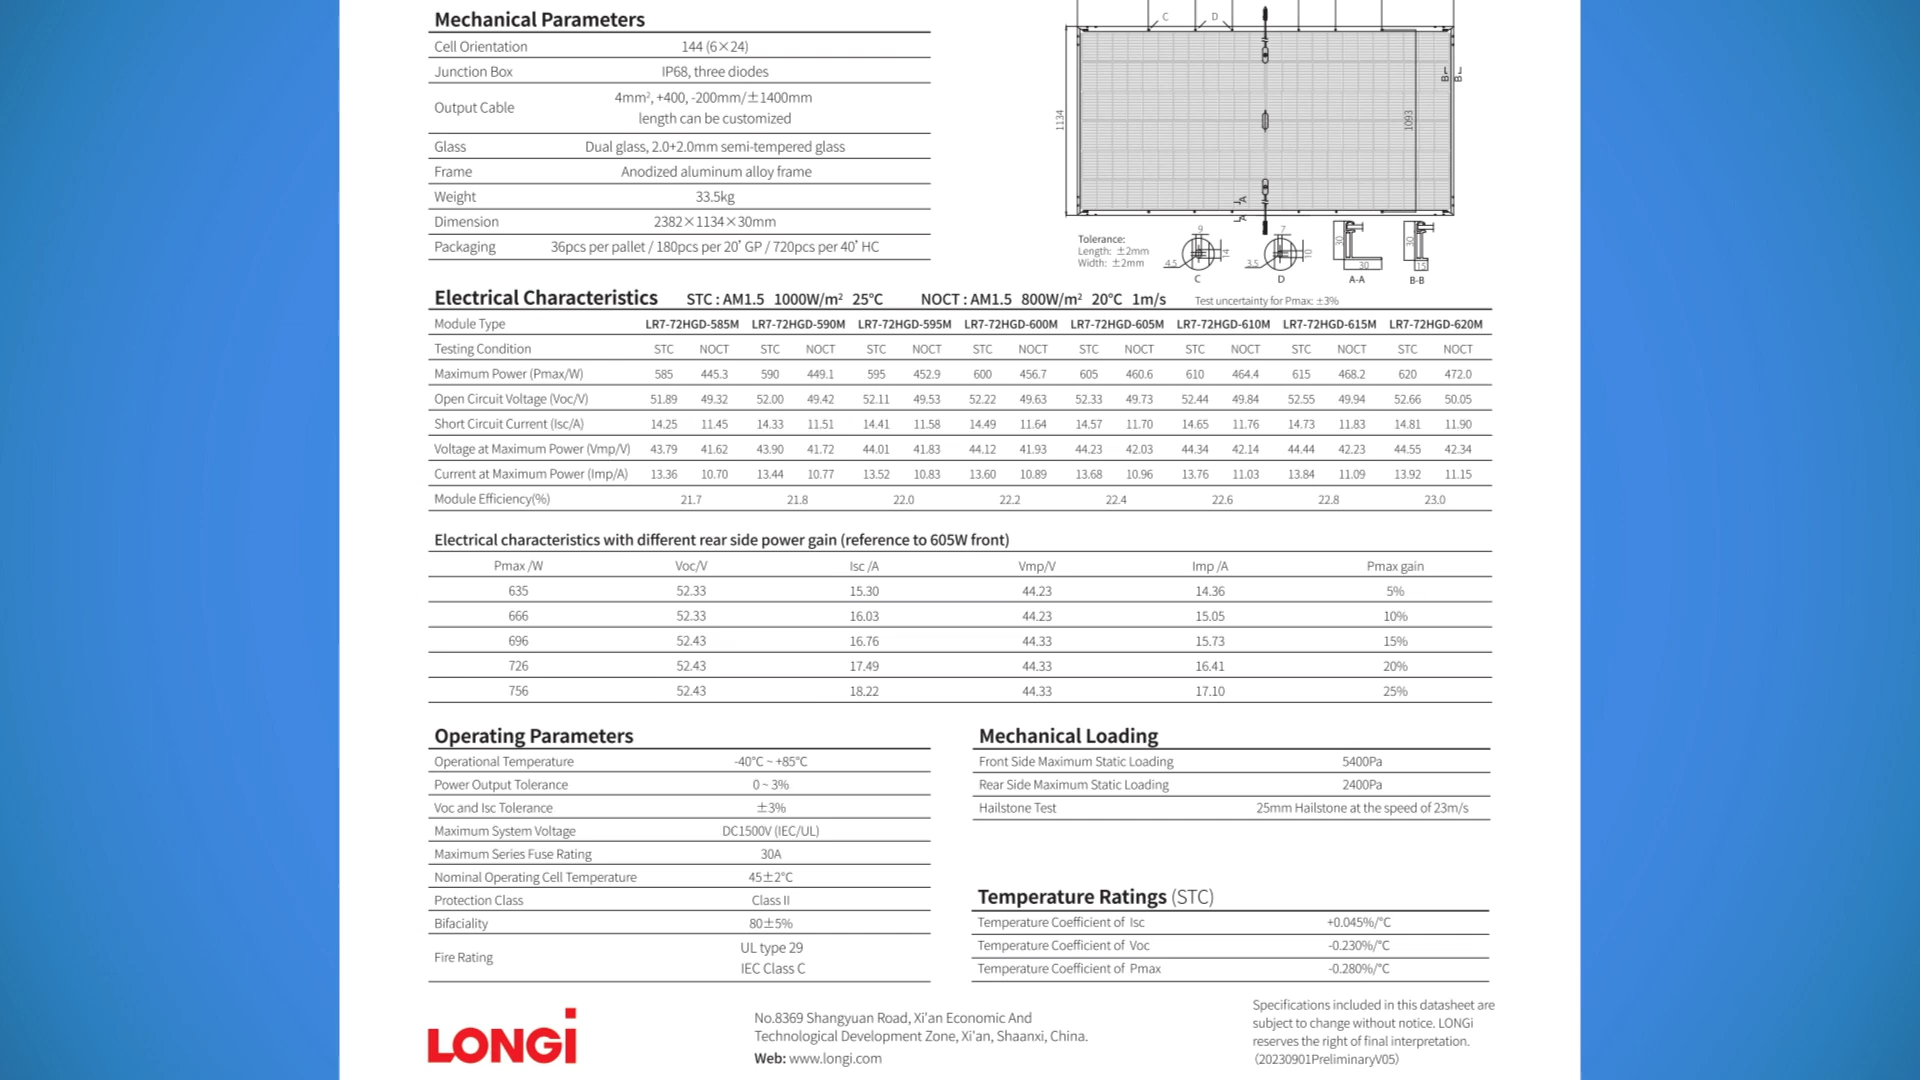 Mechanical Parameters
Cell Orientation 144 (6×24)
Junction Box IP68, three diodes
Output Cable 4mm², +400, -200mm/±1400mm
length can be customized
Glass Dual glass, 2.0+2.0mm semi-tempered glass
Frame Anodized aluminum alloy frame
Weight 33.5kg
Dimension 2382×1134×30mm
Packaging 36pcs per pallet / 180pcs per 20' GP / 720pcs per 40' HC
C D
B B
1134 1093
A
A
Tolerance:
Length: ±2mm
Width: ±2mm
9 14 4.5 C
7 10 3.5 D
30 30 A-A
30 15 B-B
Electrical Characteristics STC : AM1.5 1000W/m² 25°C NOCT : AM1.5 800W/m² 20°C 1m/s Test uncertainty for Pmax: ±3%
Module Type LR7-72HGD-585M LR7-72HGD-590M LR7-72HGD-595M LR7-72HGD-600M LR7-72HGD-605M LR7-72HGD-610M LR7-72HGD-615M LR7-72HGD-620M
Testing Condition STC NOCT STC NOCT STC NOCT STC NOCT STC NOCT STC NOCT STC NOCT STC NOCT
Maximum Power (Pmax/W) 585 445.3 590 449.1 595 452.9 600 456.7 605 460.6 610 464.4 615 468.2 620 472.0
Open Circuit Voltage (Voc/V) 51.89 49.32 52.00 49.42 52.11 49.53 52.22 49.63 52.33 49.73 52.44 49.84 52.55 49.94 52.66 50.05
Short Circuit Current (Isc/A) 14.25 11.45 14.33 11.51 14.41 11.58 14.49 11.64 14.57 11.70 14.65 11.76 14.73 11.83 14.81 11.90
Voltage at Maximum Power (Vmp/V) 43.79 41.62 43.90 41.72 44.01 41.83 44.12 41.93 44.23 42.03 44.34 42.14 44.44 42.23 44.55 42.34
Current at Maximum Power (Imp/A) 13.36 10.70 13.44 10.77 13.52 10.83 13.60 10.89 13.68 10.96 13.76 11.03 13.84 11.09 13.92 11.15
Module Efficiency(%) 21.7 21.8 22.0 22.2 22.4 22.6 22.8 23.0
Electrical characteristics with different rear side power gain (reference to 605W front)
Pmax /W Voc/V Isc /A Vmp/V Imp /A Pmax gain
635 52.33 15.30 44.23 14.36 5%
666 52.33 16.03 44.23 15.05 10%
696 52.43 16.76 44.33 15.73 15%
726 52.43 17.49 44.33 16.41 20%
756 52.43 18.22 44.33 17.10 25%
Operating Parameters
Operational Temperature -40°C ~ +85°C
Power Output Tolerance 0 ~ 3%
Voc and Isc Tolerance ±3%
Maximum System Voltage DC1500V (IEC/UL)
Maximum Series Fuse Rating 30A
Nominal Operating Cell Temperature 45±2°C
Protection Class Class II
Bifaciality 80±5%
Fire Rating UL type 29
IEC Class C
Mechanical Loading
Front Side Maximum Static Loading 5400Pa
Rear Side Maximum Static Loading 2400Pa
Hailstone Test 25mm Hailstone at the speed of 23m/s
Temperature Ratings (STC)
Temperature Coefficient of Isc +0.045%/°C
Temperature Coefficient of Voc -0.230%/°C
Temperature Coefficient of Pmax -0.280%/°C
LONGi
No.8369 Shangyuan Road, Xi'an Economic And
Technological Development Zone, Xi'an, Shaanxi, China.
Web: www.longi.com
Specifications included in this datasheet are
subject to change without notice. LONGi
reserves the right of final interpretation.
(20230901PreliminaryV05)